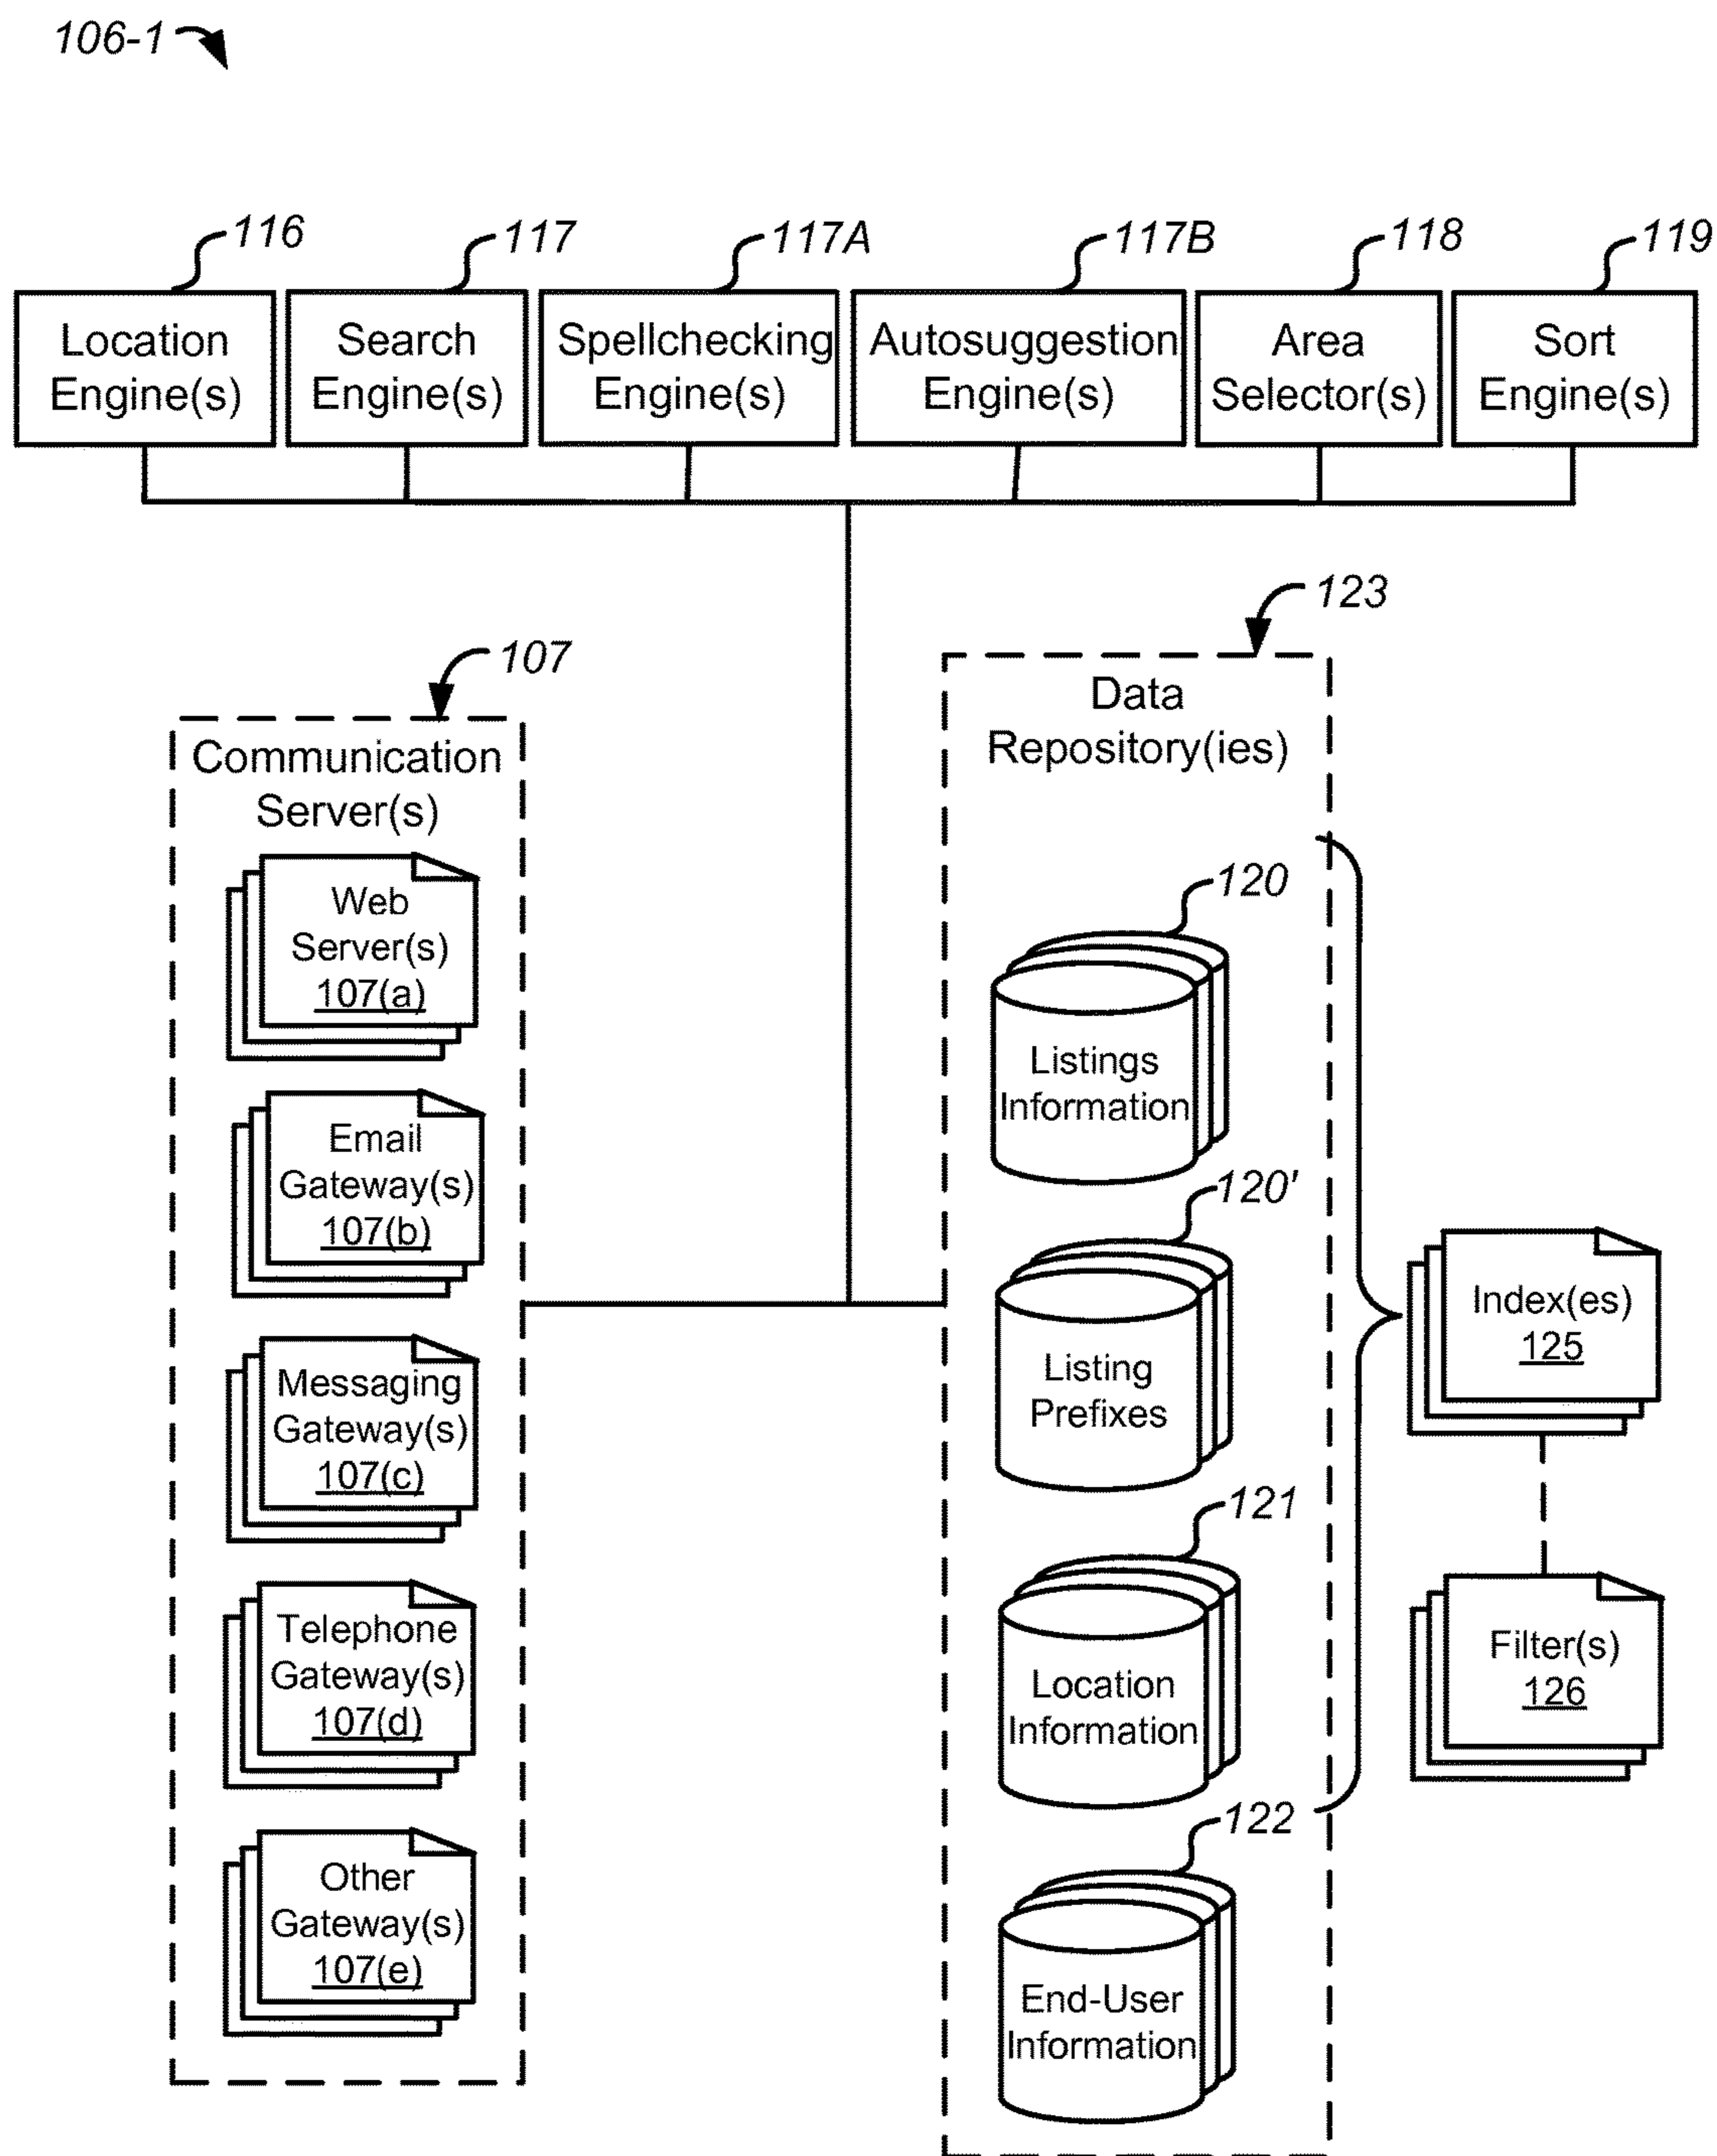 106-1
116
117
117A
117B
118
119
Location
Engine(s)
Search
Engine(s)
Spellchecking
Engine(s)
Autosuggestion
Engine(s)
Area
Selector(s)
Sort
Engine(s)
107
Communication
Server(s)
Web
Server(s)
107(a)
Email
Gateway(s)
107(b)
Messaging
Gateway(s)
107(c)
Telephone
Gateway(s)
107(d)
Other
Gateway(s)
107(e)
123
Data
Repository(ies)
120
Listings
Information
120'
Listing
Prefixes
121
Location
Information
122
End-User
Information
Index(es)
125
Filter(s)
126